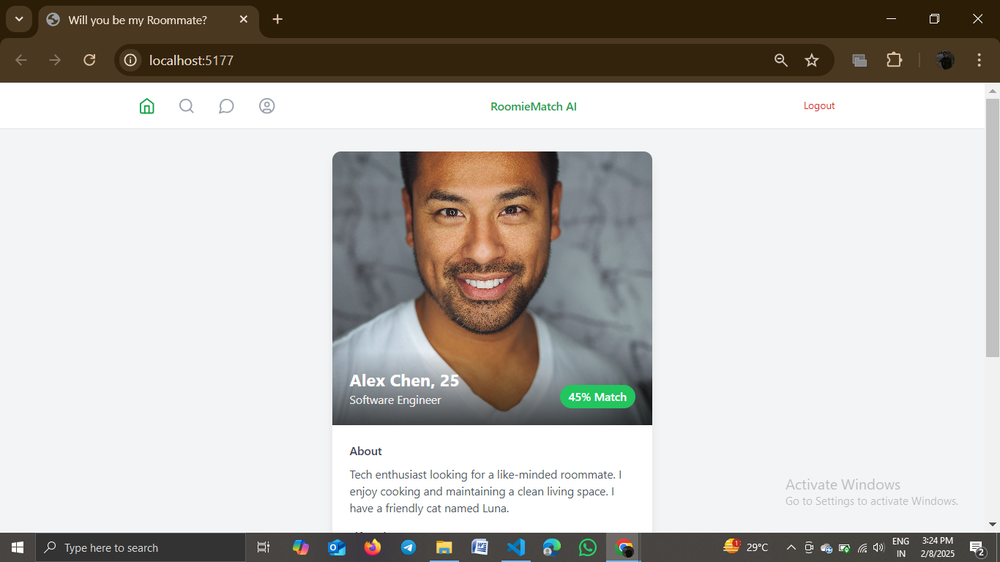 Will you be my Roommate?
localhost:5177
RoomieMatch AI
Logout
Alex Chen, 25
Software Engineer
45% Match
About
Tech enthusiast looking for a like-minded roommate. I
enjoy cooking and maintaining a clean living space. I
have a friendly cat named Luna.
Activate Windows
Go to Settings to activate Windows.
Type here to search
1
29°C
ENG
IN
3:24 PM
2/8/2025
2